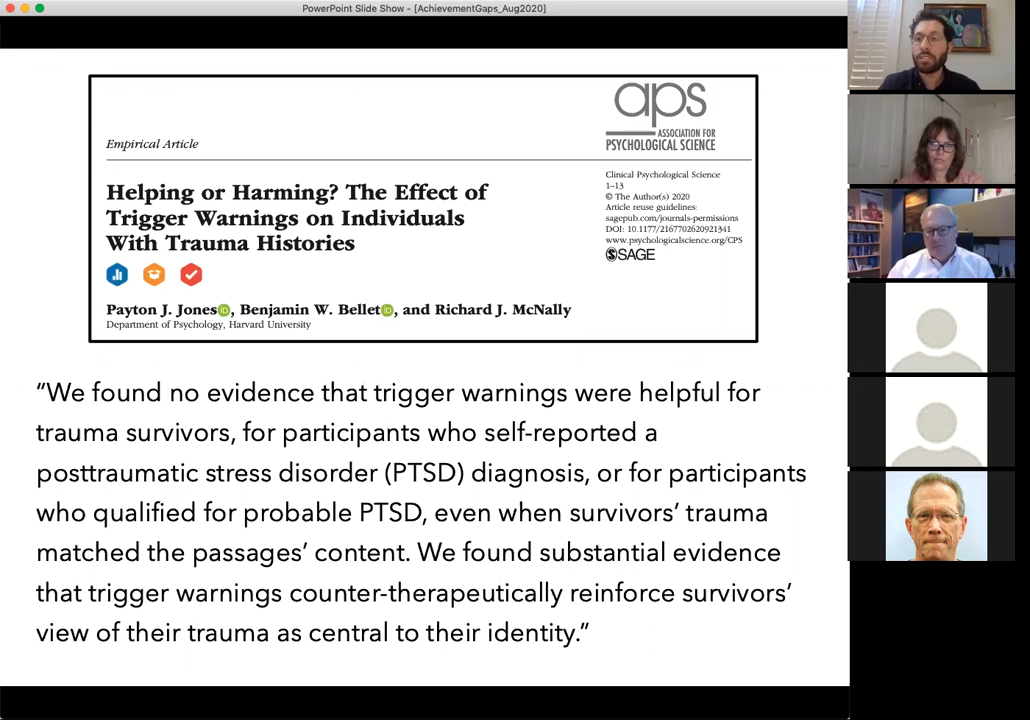 PowerPoint Slide Show - [AchievementGaps_Aug2020]
aps
ASSOCIATION FOR
PSYCHOLOGICAL SCIENCE
Empirical Article
Helping or Harming? The Effect of
Trigger Warnings on Individuals
With Trauma Histories
Clinical Psychological Science
1–13
© The Author(s) 2020
Article reuse guidelines:
sagepub.com/journals-permissions
DOI: 10.1177/2167702620921341
www.psychologicalscience.org/CPS
SAGE
Payton J. Jones iD, Benjamin W. Bellet iD, and Richard J. McNally
Department of Psychology, Harvard University
“We found no evidence that trigger warnings were helpful for
trauma survivors, for participants who self-reported a
posttraumatic stress disorder (PTSD) diagnosis, or for participants
who qualified for probable PTSD, even when survivors’ trauma
matched the passages’ content. We found substantial evidence
that trigger warnings counter-therapeutically reinforce survivors’
view of their trauma as central to their identity.”